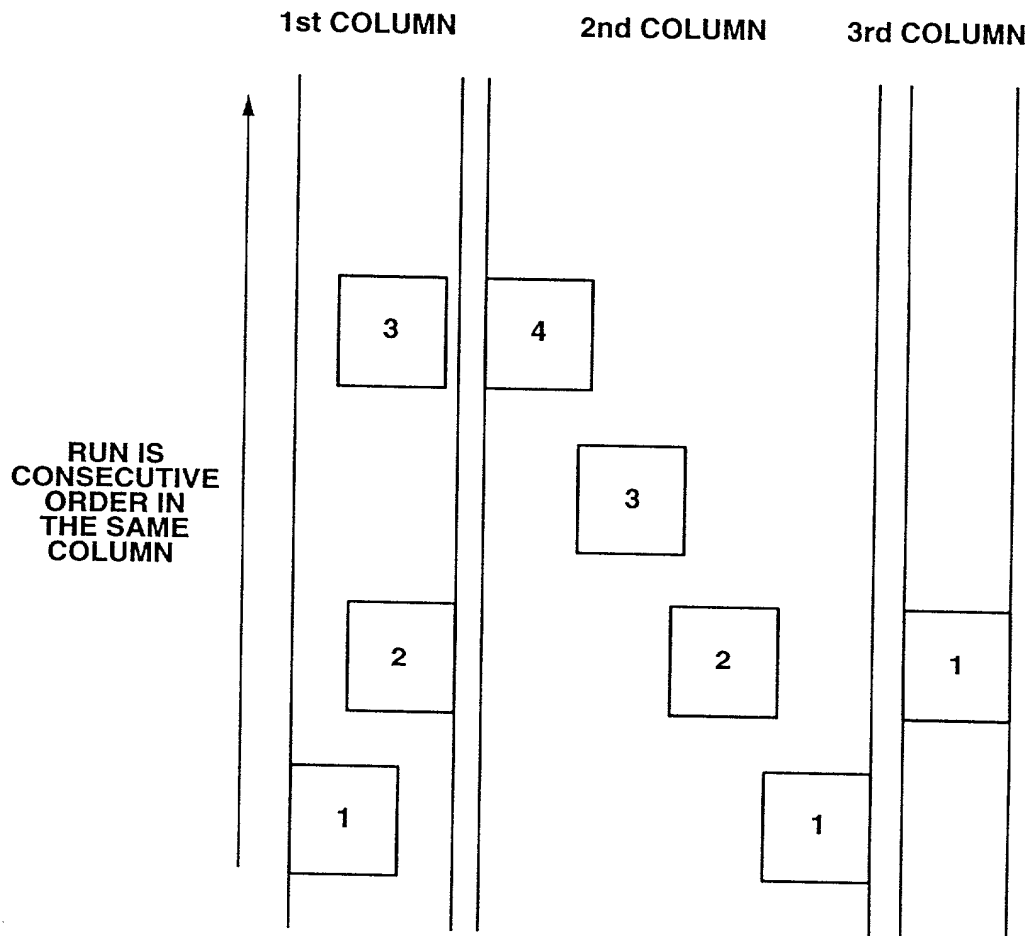 1st COLUMN 2nd COLUMN 3rd COLUMN
3 4
RUN IS
CONSECUTIVE
ORDER IN
THE SAME
COLUMN
3
2 2 1
1 1